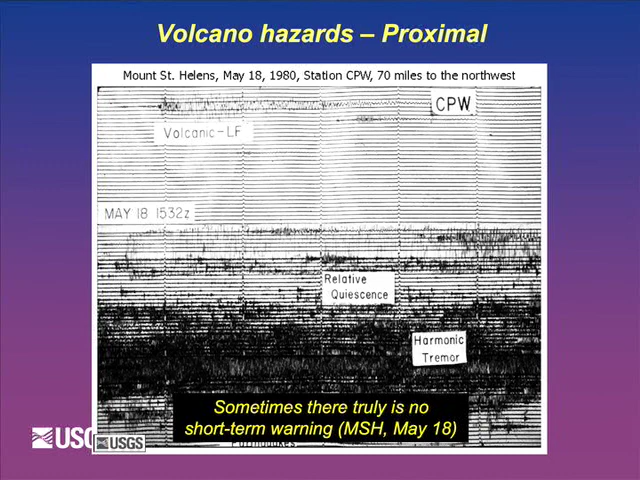 Volcano hazards – Proximal
Mount St. Helens, May 18, 1980, Station CPW, 70 miles to the northwest
CPW
Volcanic-LF
MAY 18 1532z
Relative
Quiescence
Harmonic
Tremor
Sometimes there truly is no
short-term warning (MSH, May 18)
USGS